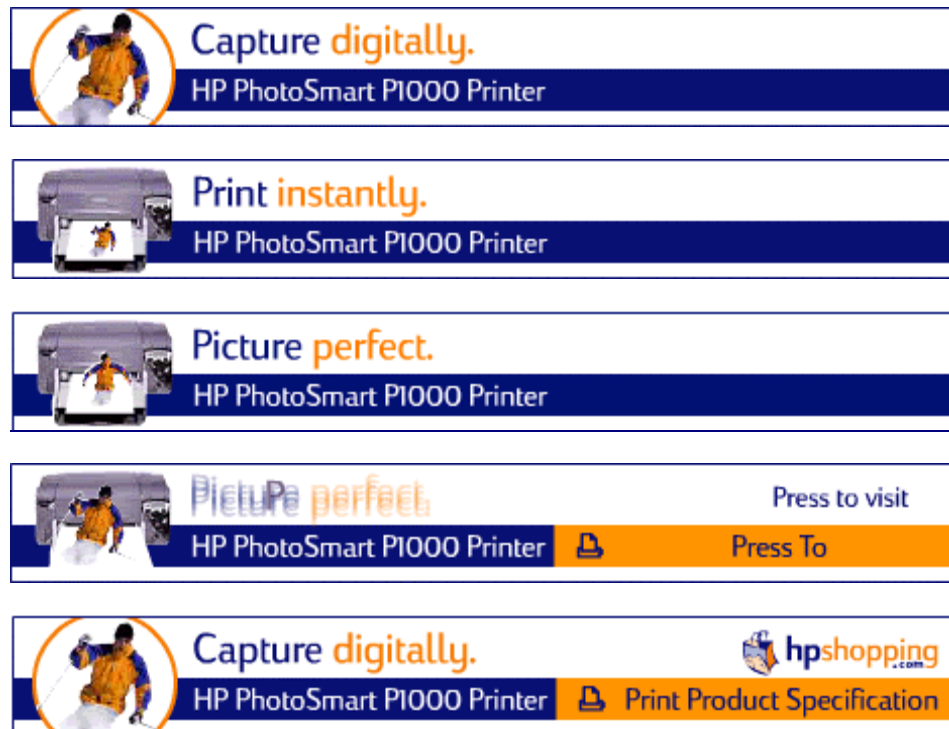 Capture digitally.
HP PhotoSmart P1000 Printer
Print instantly.
HP PhotoSmart P1000 Printer
Picture perfect.
HP PhotoSmart P1000 Printer
perfect. Press to visit
HP PhotoSmart P1000 Printer Press To
Capture digitally. hpshopping.com
HP PhotoSmart P1000 Printer Print Product Specification